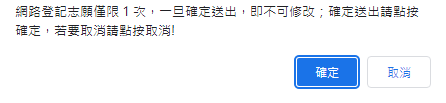 網路登記志願僅限 1 次，一旦確定送出，即不可修改；確定送出請點按
確定，若要取消請點按取消!
確定
取消